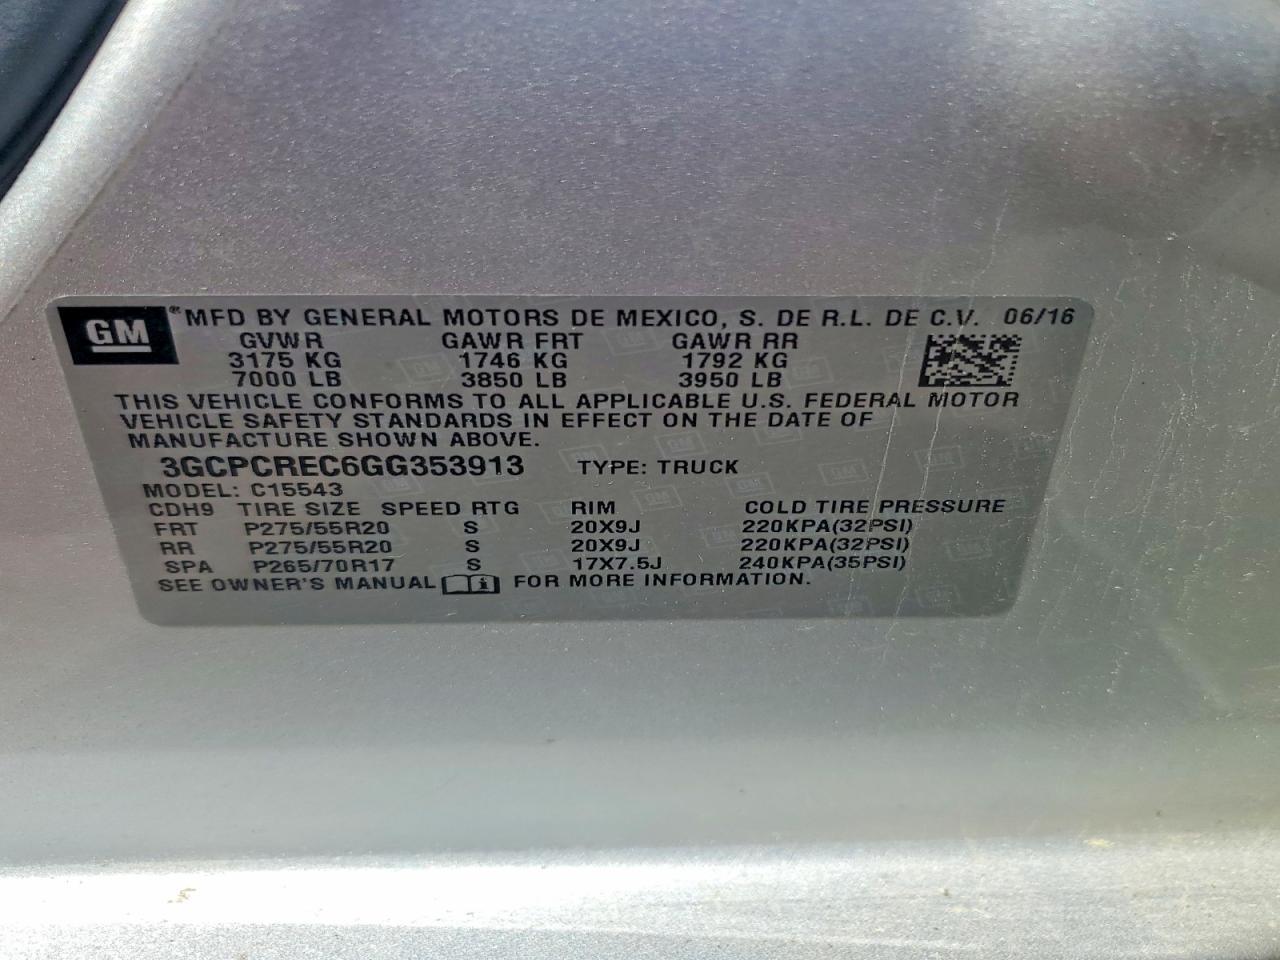 GM ® MFD BY GENERAL MOTORS DE MEXICO, S. DE R.L. DE C.V. 06/16
GVWR GAWR FRT GAWR RR
3175 KG 1746 KG 1792 KG
7000 LB 3850 LB 3950 LB
THIS VEHICLE CONFORMS TO ALL APPLICABLE U.S. FEDERAL MOTOR
VEHICLE SAFETY STANDARDS IN EFFECT ON THE DATE OF
MANUFACTURE SHOWN ABOVE.
3GCPCREC6GG353913 TYPE: TRUCK
MODEL: C15543
CDH9 TIRE SIZE SPEED RTG RIM COLD TIRE PRESSURE
FRT P275/55R20 S 20X9J 220KPA(32PSI)
RR P275/55R20 S 20X9J 220KPA(32PSI)
SPA P265/70R17 S 17X7.5J 240KPA(35PSI)
SEE OWNER'S MANUAL FOR MORE INFORMATION.